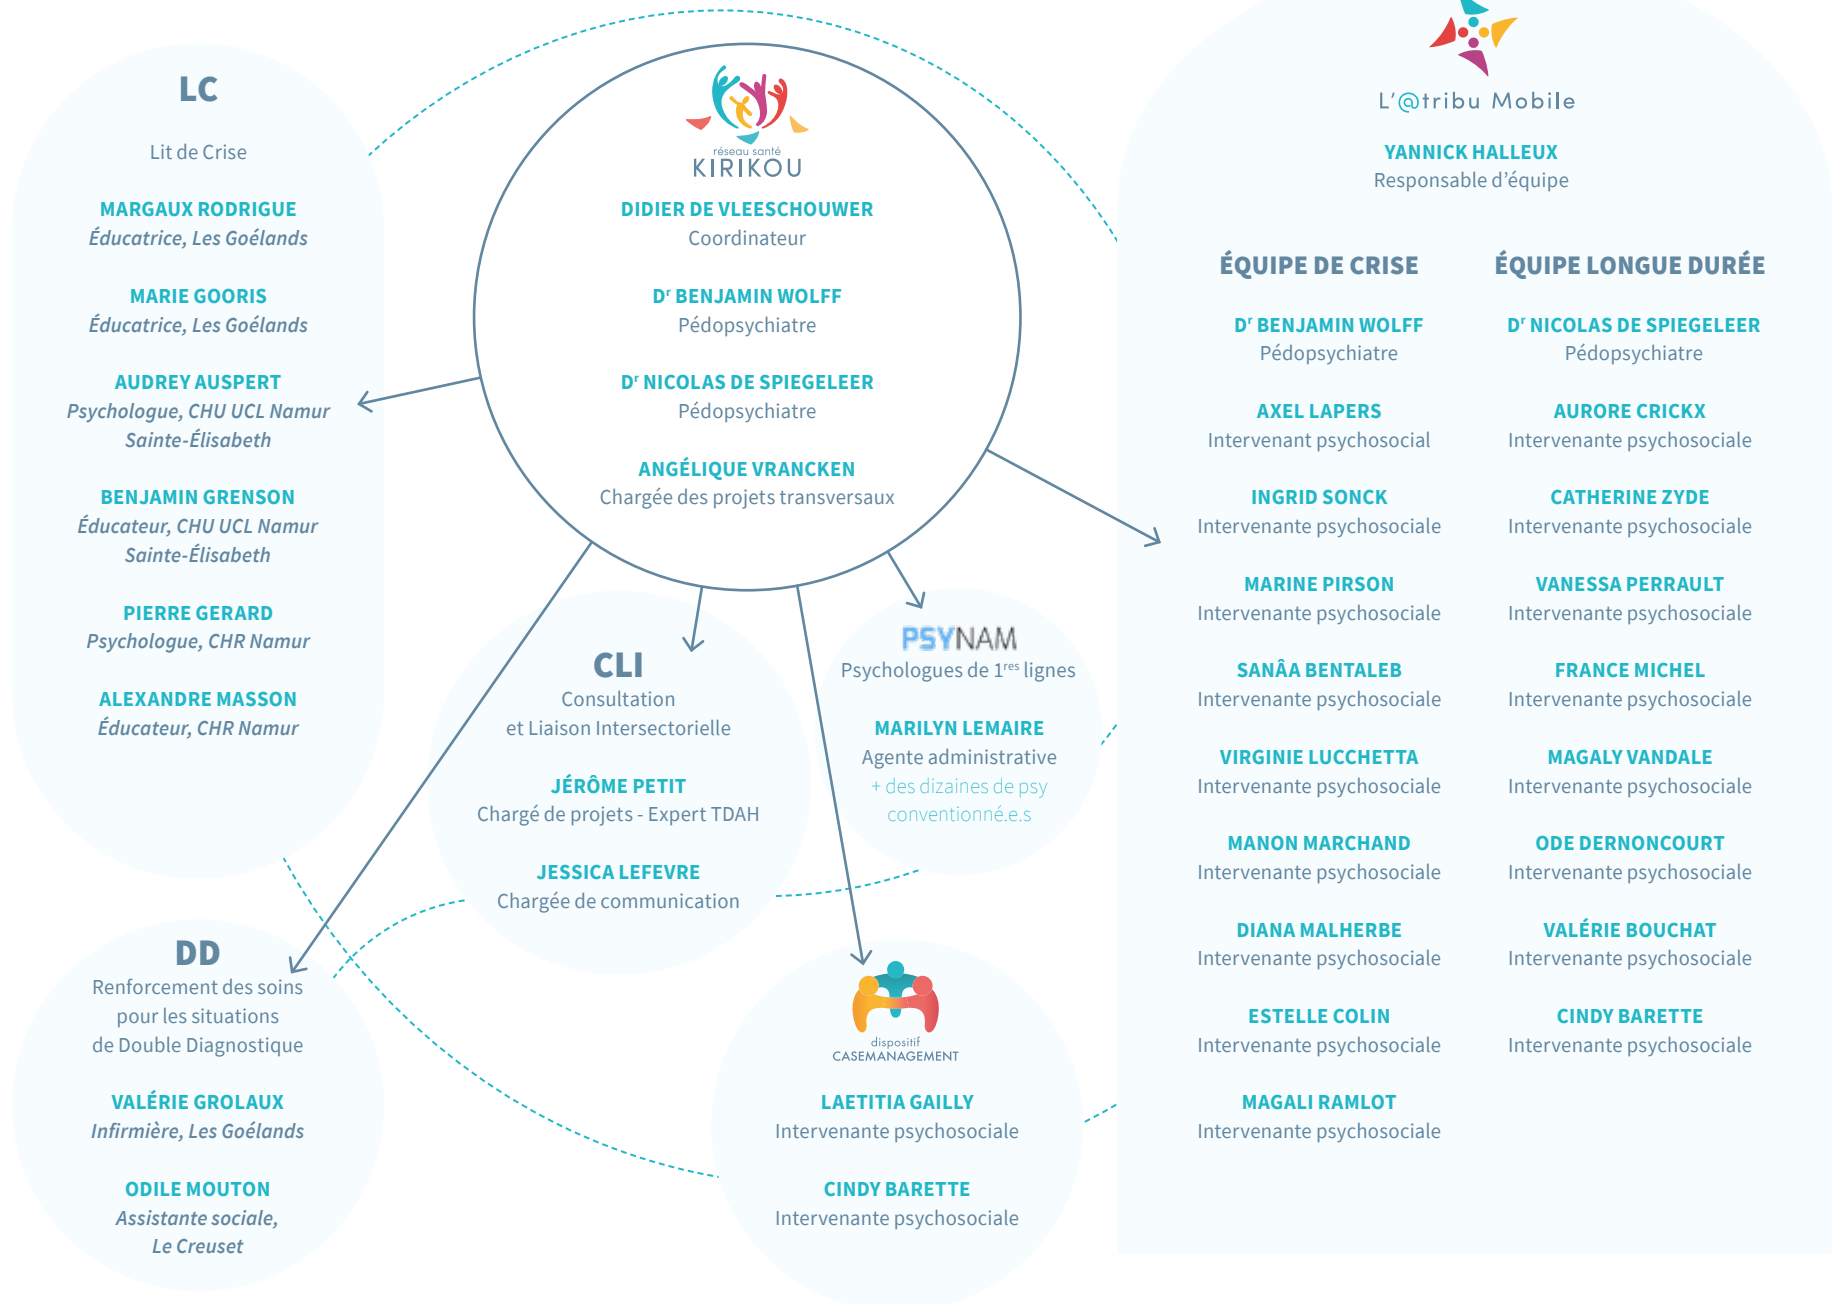 LC
Lit de Crise
MARGAUX RODRIGUE
Éducatrice, Les Goélands
MARIE GOORIS
Éducatrice, Les Goélands
AUDREY AUSPERT
Psychologue, CHU UCL Namur
Sainte-Élisabeth
BENJAMIN GRENSON
Éducateur, CHU UCL Namur
Sainte-Élisabeth
PIERRE GERARD
Psychologue, CHR Namur
ALEXANDRE MASSON
Éducateur, CHR Namur
réseau santé
KIRIKOU
DIDIER DE VLEESCHOUWER
Coordinateur
Dr BENJAMIN WOLFF
Pédopsychiatre
Dr NICOLAS DE SPIEGELEER
Pédopsychiatre
ANGÉLIQUE VRANCKEN
Chargée des projets transversaux
CLI
Consultation
et Liaison Intersectorielle
JÉRÔME PETIT
Chargé de projets - Expert TDAH
JESSICA LEFEVRE
Chargée de communication
PSYNAM
Psychologues de 1res lignes
MARILYN LEMAIRE
Agente administrative
+ des dizaines de psy
conventionné.e.s
DD
Renforcement des soins
pour les situations
de Double Diagnostique
VALÉRIE GROLAUX
Infirmière, Les Goélands
ODILE MOUTON
Assistante sociale,
Le Creuset
dispositif
CASEMANAGEMENT
LAETITIA GAILLY
Intervenante psychosociale
CINDY BARETTE
Intervenante psychosociale
L'@tribu Mobile
YANNICK HALLEUX
Responsable d'équipe
ÉQUIPE DE CRISE
Dr BENJAMIN WOLFF
Pédopsychiatre
AXEL LAPERS
Intervenant psychosocial
INGRID SONCK
Intervenante psychosociale
MARINE PIRSON
Intervenante psychosociale
SANÂA BENTALEB
Intervenante psychosociale
VIRGINIE LUCCHETTA
Intervenante psychosociale
MANON MARCHAND
Intervenante psychosociale
DIANA MALHERBE
Intervenante psychosociale
ESTELLE COLIN
Intervenante psychosociale
MAGALI RAMLOT
Intervenante psychosociale
ÉQUIPE LONGUE DURÉE
Dr NICOLAS DE SPIEGELEER
Pédopsychiatre
AURORE CRICKX
Intervenante psychosociale
CATHERINE ZYDE
Intervenante psychosociale
VANESSA PERRAULT
Intervenante psychosociale
FRANCE MICHEL
Intervenante psychosociale
MAGALY VANDALE
Intervenante psychosociale
ODE DERNONCOURT
Intervenante psychosociale
VALÉRIE BOUCHAT
Intervenante psychosociale
CINDY BARETTE
Intervenante psychosociale